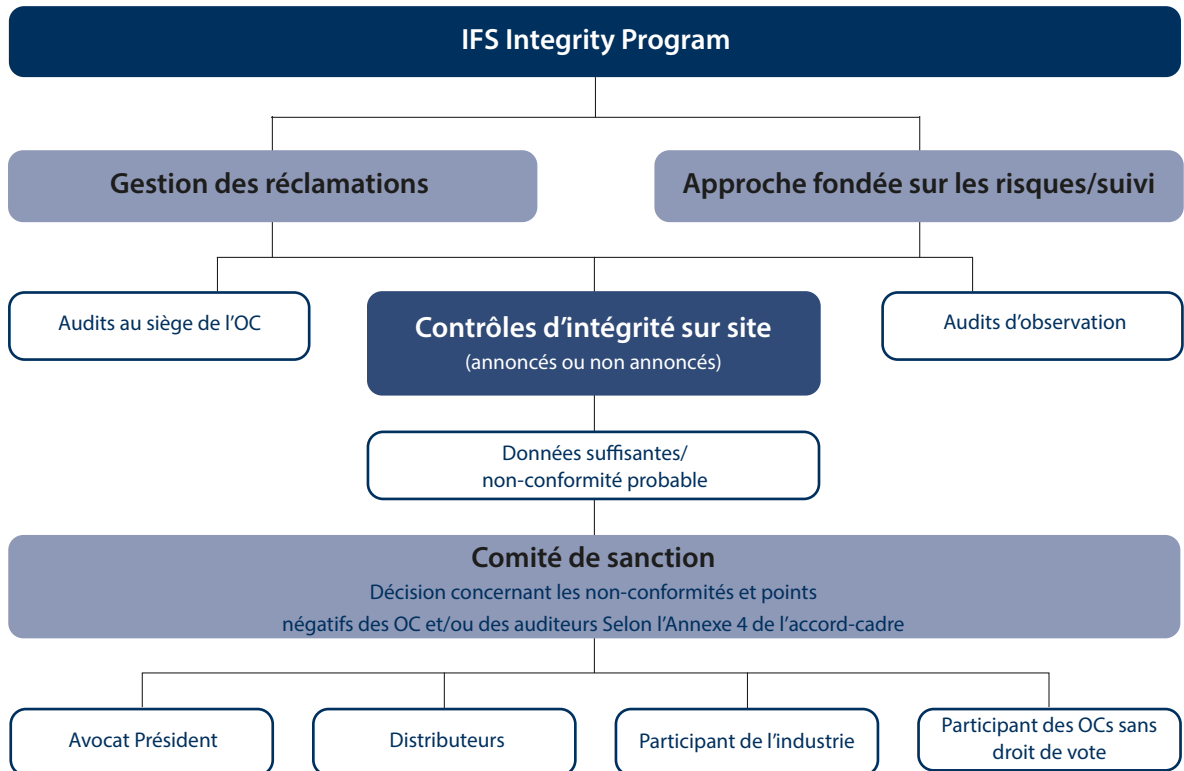 IFS Integrity Program
Gestion des réclamations
Approche fondée sur les risques/suivi
Audits au siège de l’OC
Contrôles d’intégrité sur site
(annoncés ou non annoncés)
Audits d’observation
Données suffisantes/
non-conformité probable
Comité de sanction
Décision concernant les non-conformités et points
négatifs des OC et/ou des auditeurs Selon l’Annexe 4 de l’accord-cadre
Avocat Président
Distributeurs
Participant de l’industrie
Participant des OCs sans
droit de vote